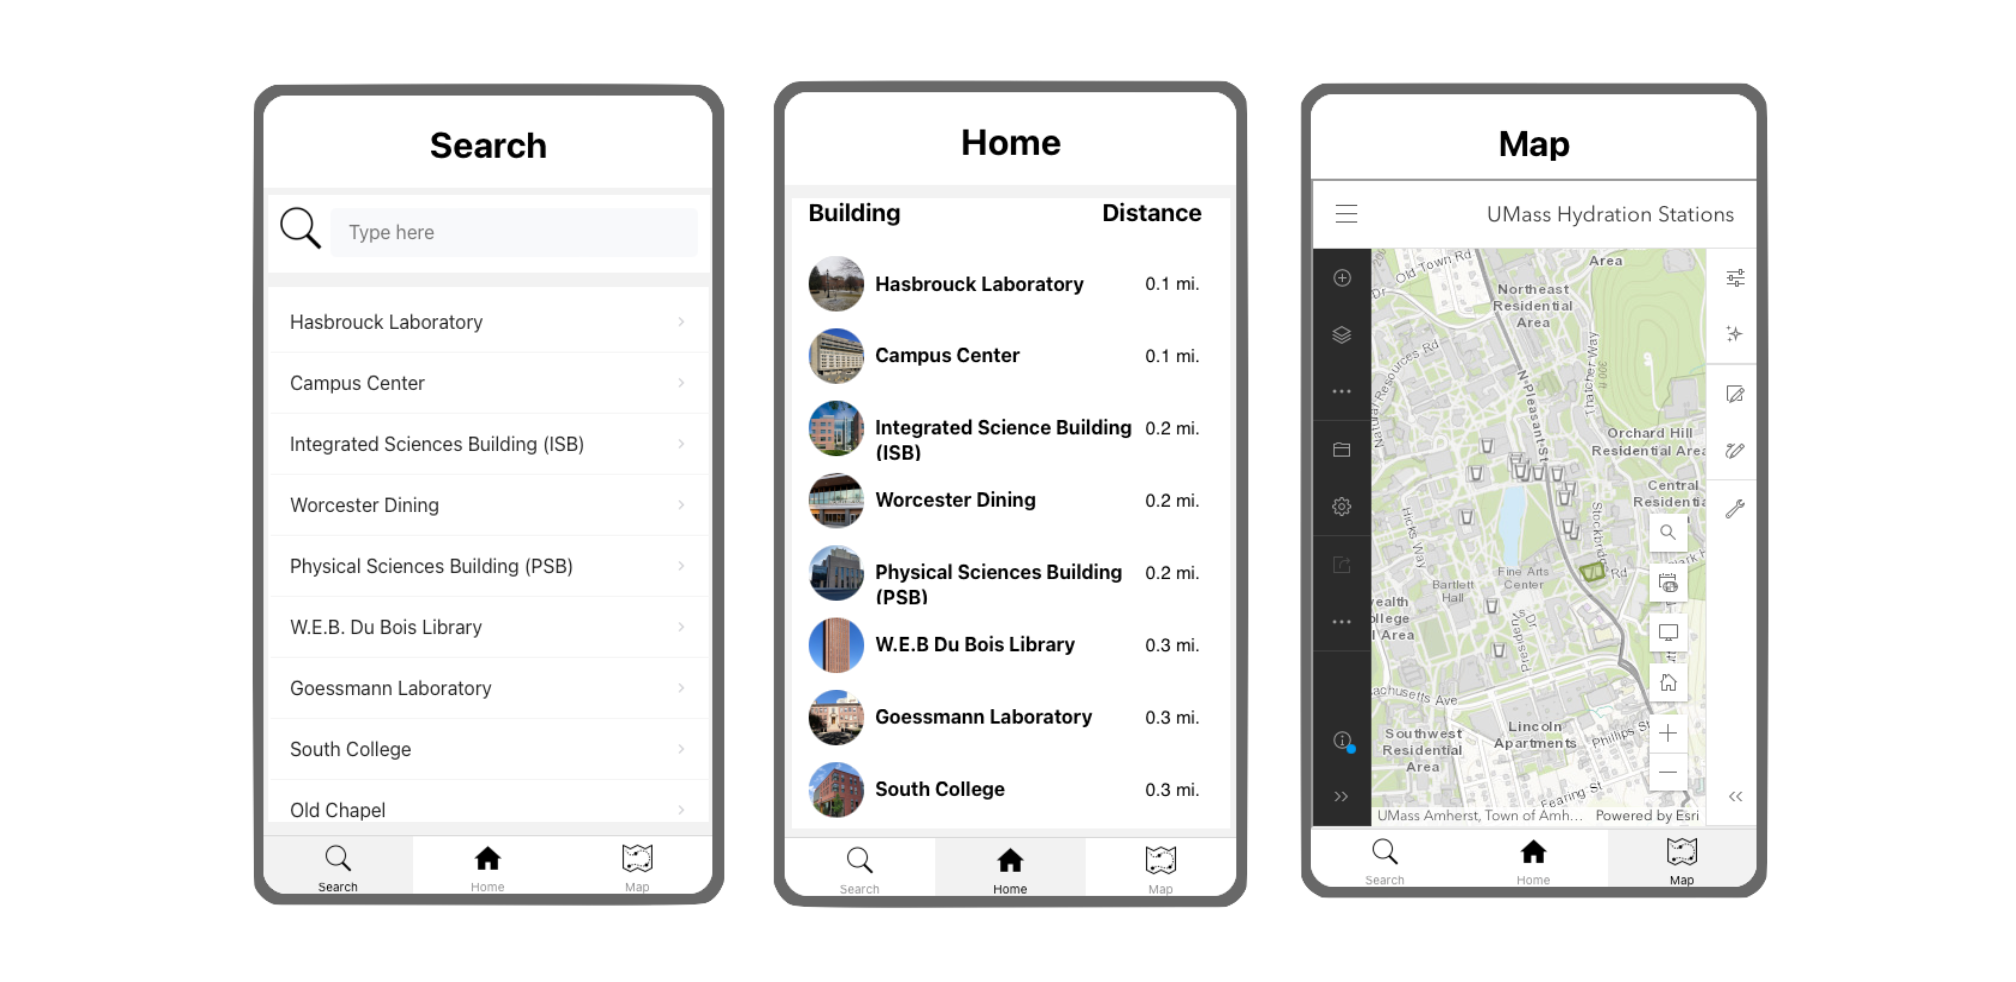 Search
Type here
Hasbrouck Laboratory
Campus Center
Integrated Sciences Building (ISB)
Worcester Dining
Physical Sciences Building (PSB)
W.E.B. Du Bois Library
Goessmann Laboratory
South College
Old Chapel
Search
Home
Map
Home
Building
Distance
Hasbrouck Laboratory
0.1 mi.
Campus Center
0.1 mi.
Integrated Science Building
(ISB)
0.2 mi.
Worcester Dining
0.2 mi.
Physical Sciences Building
(PSB)
0.2 mi.
W.E.B Du Bois Library
0.3 mi.
Goessmann Laboratory
0.3 mi.
South College
0.3 mi.
Search
Home
Map
Map
UMass Hydration Stations
Old Town Rd
Area
Dr
Northeast
Residential
Area
Natural Resources Rd
Thatcher Way
300 ft
N Pleasant St
Orchard Hill
Residential Area
Central
Residentia
Hicks Way
Stockbridge
Rd
Fine Arts
Center
Bartlett
Hall
ealth
ollege
l Area
Presidents Dr
achusetts Ave
Southwest
Residential
Area
Lincoln
Apartments
Phillips St
Fearing St
UMass Amherst, Town of Amh...
Powered by Esri
Search
Home
Map